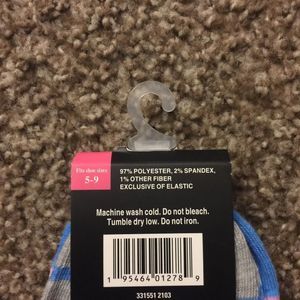 Fits shoe sizes
5-9
97% POLYESTER, 2% SPANDEX,
1% OTHER FIBER
EXCLUSIVE OF ELASTIC
Machine wash cold. Do not bleach.
Tumble dry low. Do not iron.
1 95464 01278 9
331551 2103